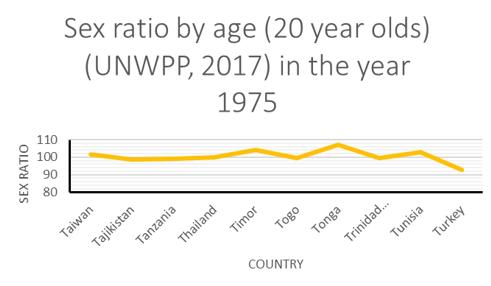 Sex ratio by age (20 year olds)
(UNWPP, 2017) in the year
1975
SEX RATIO
110
100
90
80
Taiwan
Tajikistan
Tanzania
Thailand
Timor
Togo
Tonga
Trinidad...
Tunisia
Turkey
COUNTRY